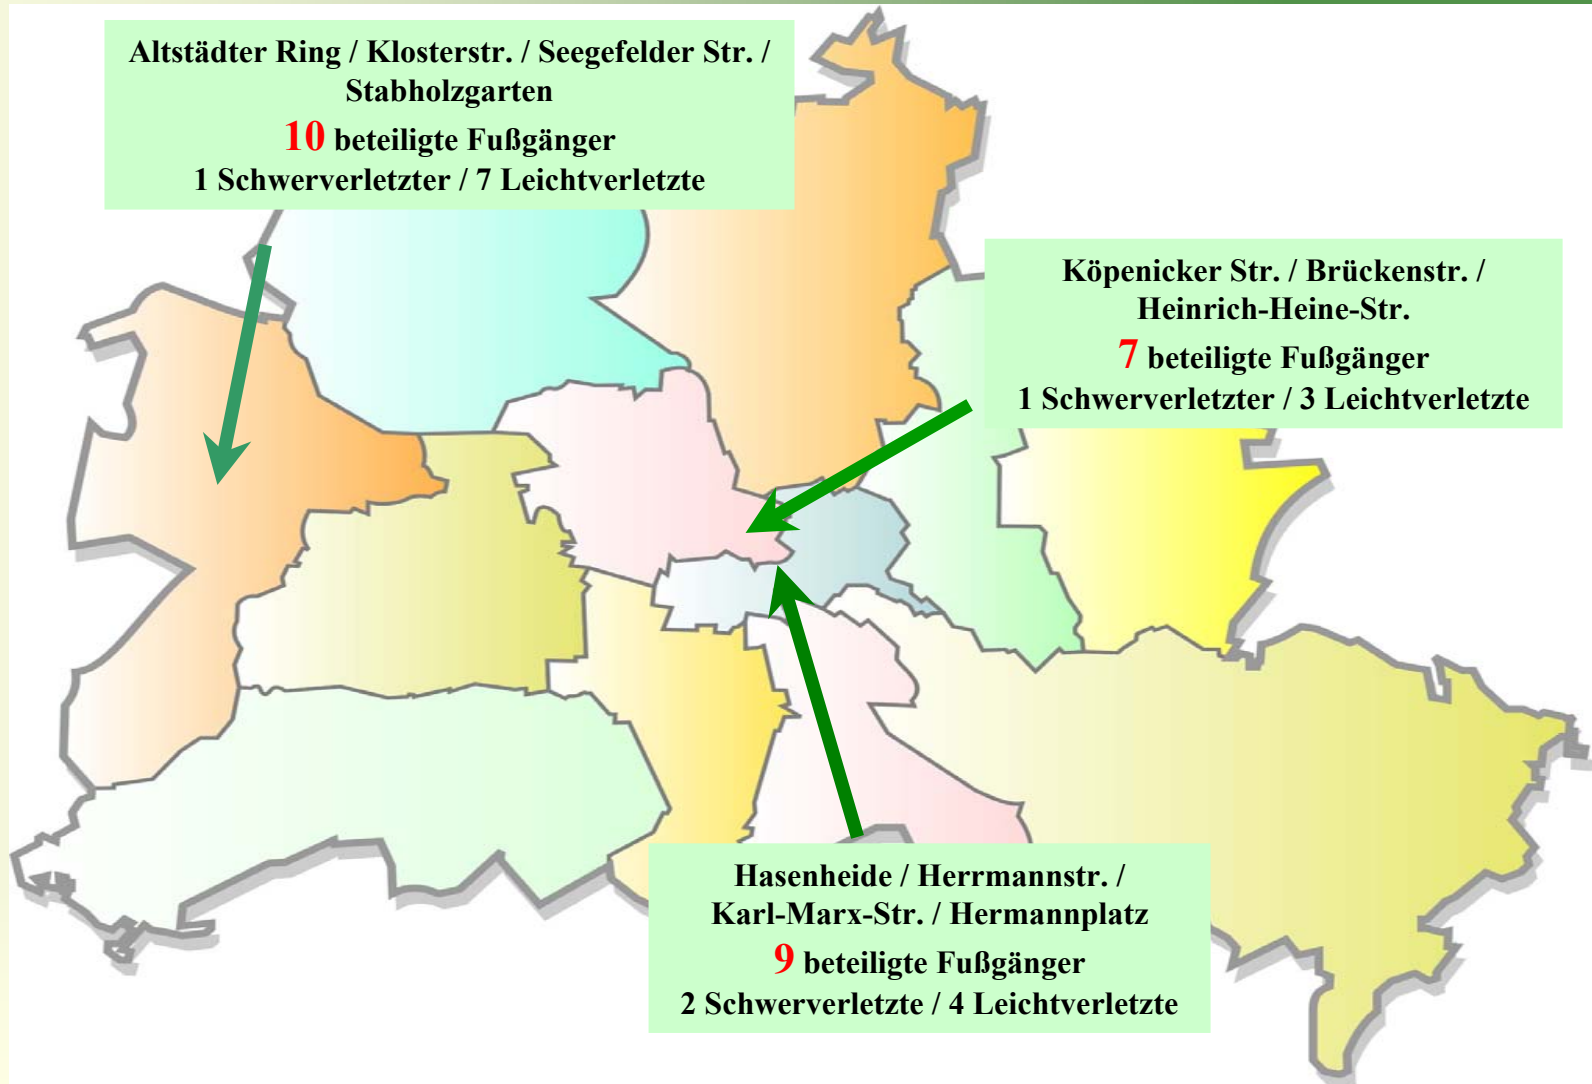 Altstädter Ring / Klosterstr. / Seegefelder Str. /
Stabholzgarten
10 beteiligte Fußgänger
1 Schwerverletzter / 7 Leichtverletzte
Köpenicker Str. / Brückenstr. /
Heinrich-Heine-Str.
7 beteiligte Fußgänger
1 Schwerverletzter / 3 Leichtverletzte
Hasenheide / Herrmannstr. /
Karl-Marx-Str. / Hermannplatz
9 beteiligte Fußgänger
2 Schwerverletzte / 4 Leichtverletzte